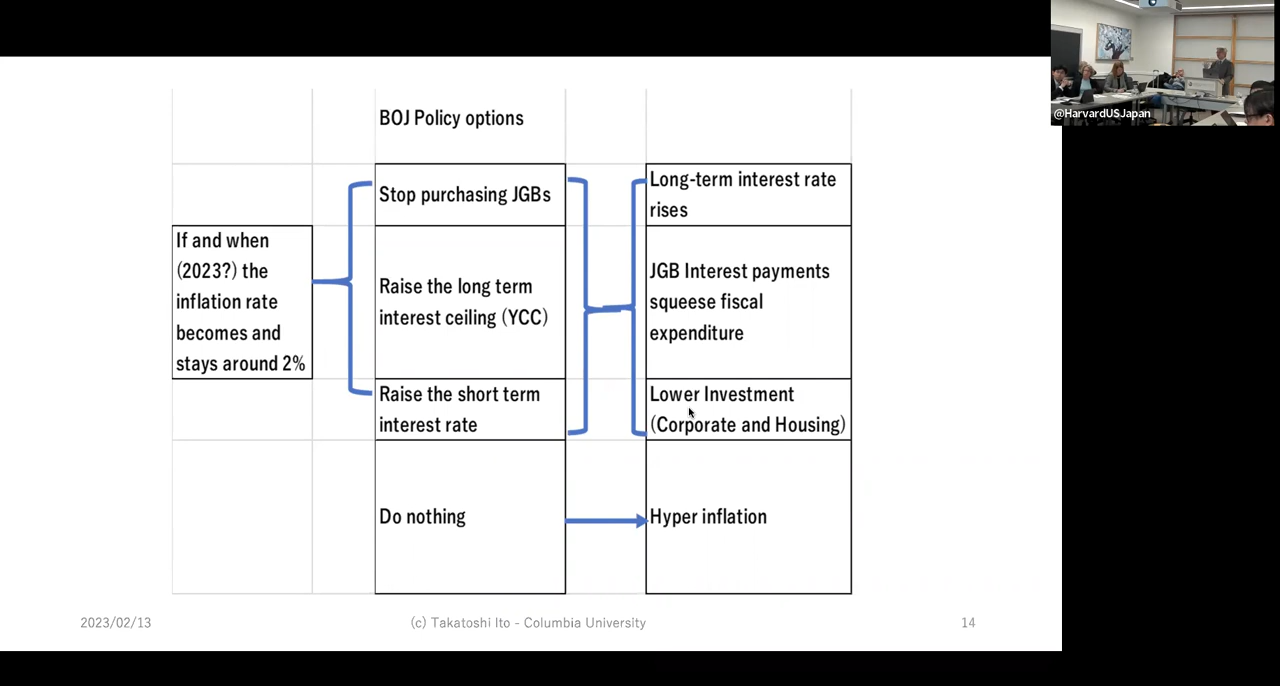 @HarvardUSJapan
BOJ Policy options
If and when
(2023?) the
inflation rate
becomes and
stays around 2%
Stop purchasing JGBs
Raise the long term
interest ceiling (YCC)
Raise the short term
interest rate
Do nothing
Long-term interest rate
rises
JGB Interest payments
squeese fiscal
expenditure
Lower Investment
(Corporate and Housing)
Hyper inflation
2023/02/13
(c) Takatoshi Ito - Columbia University
14